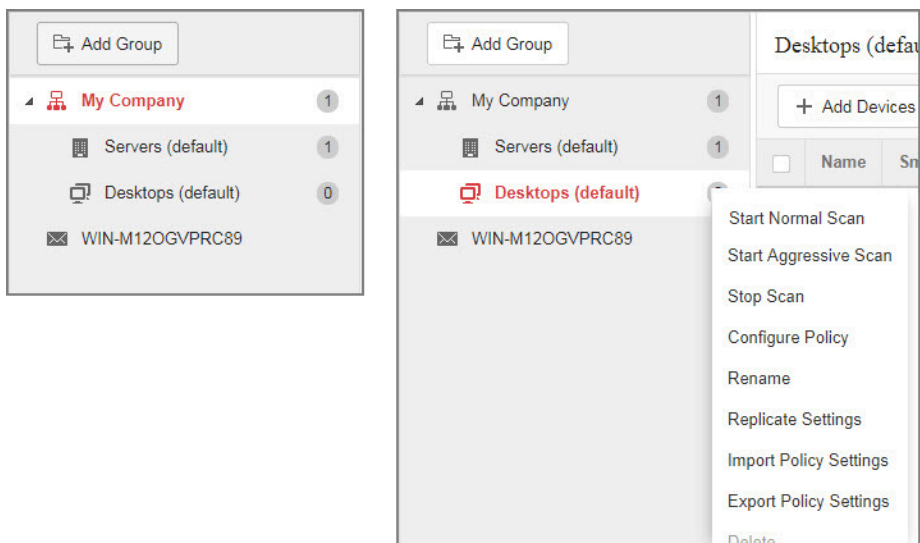 Add Group
My Company 1
Servers (default) 1
Desktops (default) 0
WIN-M12OGVPRC89
Add Group
My Company 1
Servers (default) 1
Desktops (default)
WIN-M12OGVPRC89
Desktops (defau
+ Add Devices
Name Sm
Start Normal Scan
Start Aggressive Scan
Stop Scan
Configure Policy
Rename
Replicate Settings
Import Policy Settings
Export Policy Settings
Delete